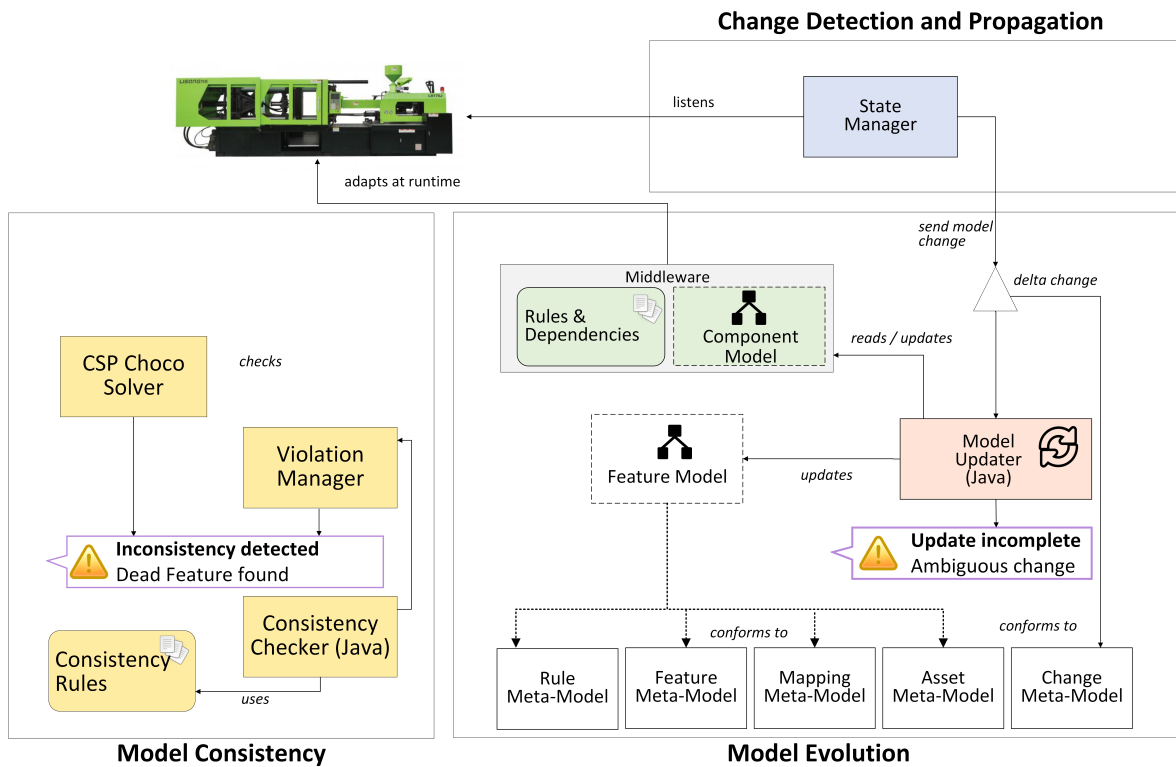 Change Detection and Propagation
listens
State
Manager
adapts at runtime
send model
change
delta change
Middleware
Rules &
Dependencies
Component
Model
reads / updates
CSP Choco
Solver
checks
Violation
Manager
Feature Model
updates
Model
Updater
(Java)
Inconsistency detected
Dead Feature found
Update incomplete
Ambiguous change
Consistency
Checker (Java)
Consistency
Rules
uses
conforms to
conforms to
Rule
Meta-Model
Feature
Meta-Model
Mapping
Meta-Model
Asset
Meta-Model
Change
Meta-Model
Model Consistency
Model Evolution